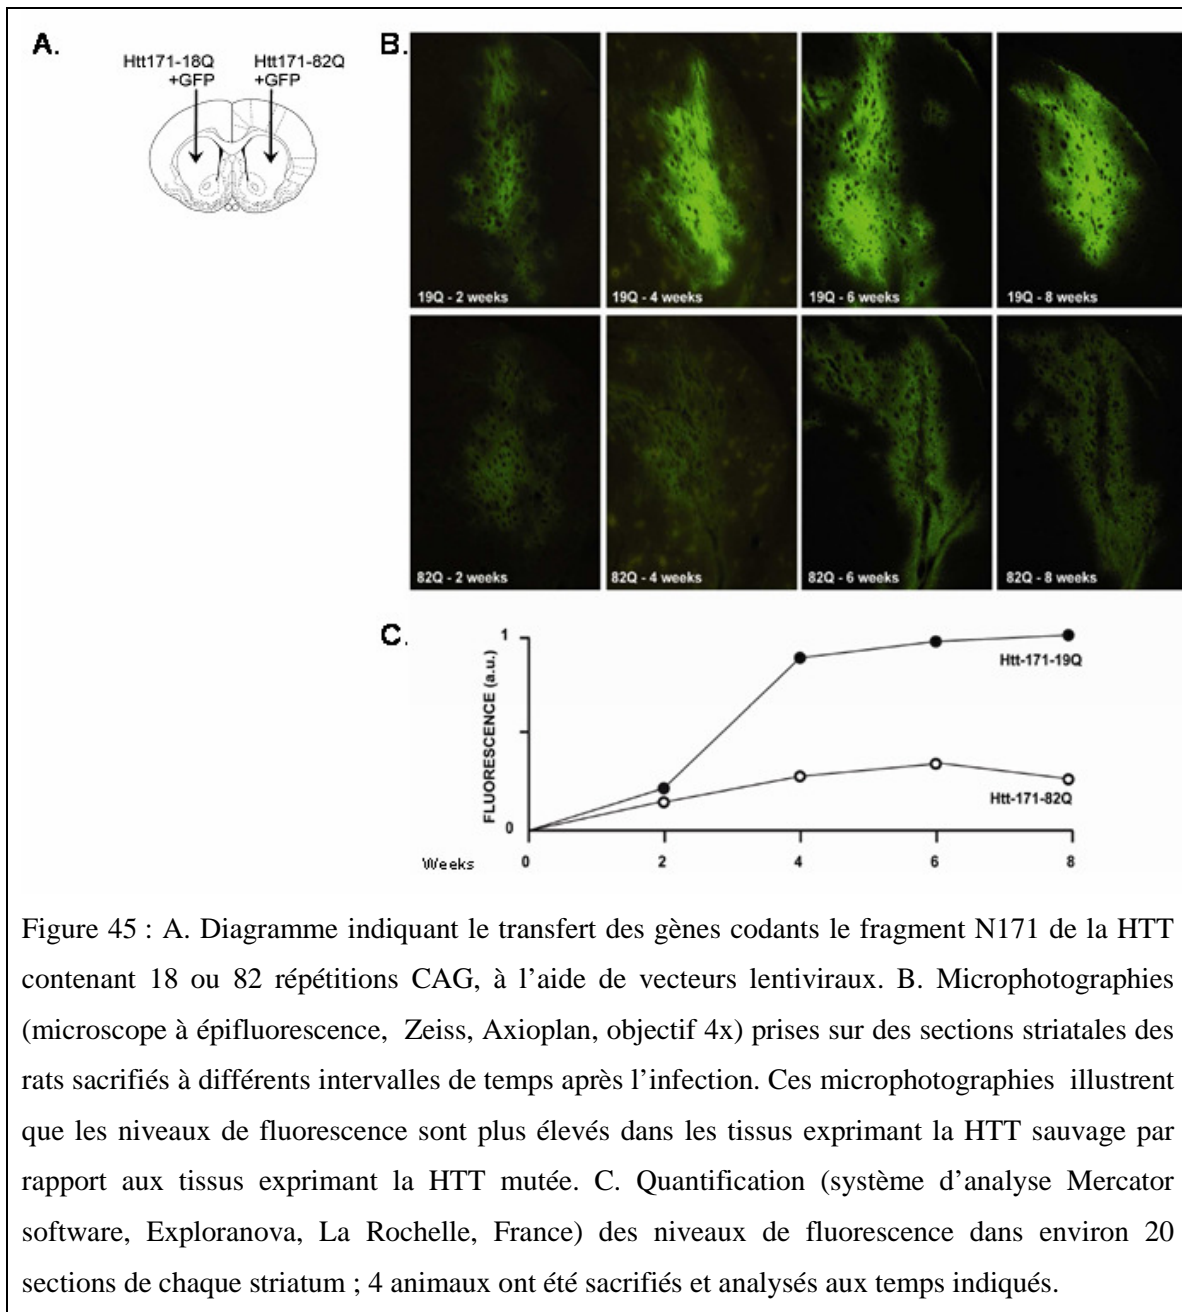 A.
Htt171-18Q
+GFP
Htt171-82Q
+GFP
B.
19Q - 2 weeks
19Q - 4 weeks
19Q - 6 weeks
19Q - 8 weeks
82Q - 2 weeks
82Q - 4 weeks
82Q - 6 weeks
82Q - 8 weeks
C.
FLUORESCENCE (a.u.)
1
0
Htt-171-19Q
Htt-171-82Q
Weeks
0
2
4
6
8
Figure 45 : A. Diagramme indiquant le transfert des gènes codants le fragment N171 de la HTT
contenant 18 ou 82 répétitions CAG, à l’aide de vecteurs lentiviraux. B. Microphotographies
(microscope à épifluorescence, Zeiss, Axioplan, objectif 4x) prises sur des sections striatales des
rats sacrifiés à différents intervalles de temps après l’infection. Ces microphotographies illustrent
que les niveaux de fluorescence sont plus élevés dans les tissus exprimant la HTT sauvage par
rapport aux tissus exprimant la HTT mutée. C. Quantification (système d’analyse Mercator
software, Exploranova, La Rochelle, France) des niveaux de fluorescence dans environ 20
sections de chaque striatum ; 4 animaux ont été sacrifiés et analysés aux temps indiqués.